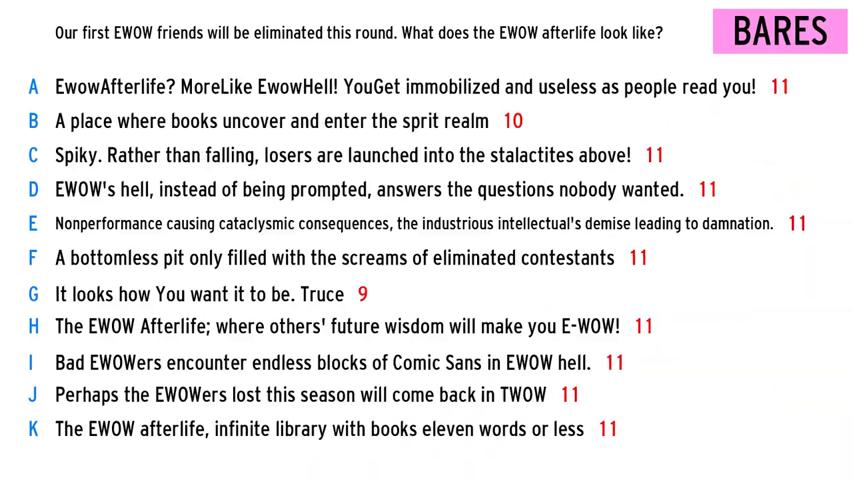 Our first EWOW friends will be eliminated this round. What does the EWOW afterlife look like?
BARES
A EwowAfterlife? MoreLike EwowHell! YouGet immobilized and useless as people read you! 11
B A place where books uncover and enter the sprit realm 10
C Spiky. Rather than falling, losers are launched into the stalactites above! 11
D EWOW's hell, instead of being prompted, answers the questions nobody wanted. 11
E Nonperformance causing cataclysmic consequences, the industrious intellectual's demise leading to damnation. 11
F A bottomless pit only filled with the screams of eliminated contestants 11
G It looks how You want it to be. Truce 9
H The EWOW Afterlife; where others' future wisdom will make you E-WOW! 11
I Bad EWOWers encounter endless blocks of Comic Sans in EWOW hell. 11
J Perhaps the EWOWers lost this season will come back in TWOW 11
K The EWOW afterlife, infinite library with books eleven words or less 11